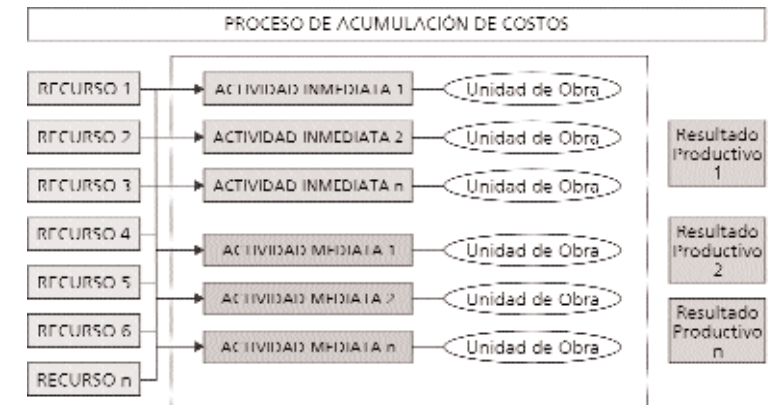 PROCESO DE ACUMULACIÓN DE COSTOS
RECURSO 1
ACTIVIDAD INMEDIATA 1
Unidad de Obra
RECURSO 2
ACTIVIDAD INMEDIATA 2
Unidad de Obra
Resultado
Productivo
1
RECURSO 3
ACTIVIDAD INMEDIATA n
Unidad de Obra
RECURSO 4
ACTIVIDAD MEDIATA 1
Unidad de Obra
Resultado
Productivo
2
RECURSO 5
ACTIVIDAD MEDIATA 2
Unidad de Obra
RECURSO 6
ACTIVIDAD MEDIATA n
Unidad de Obra
Resultado
Productivo
n
RECURSO n